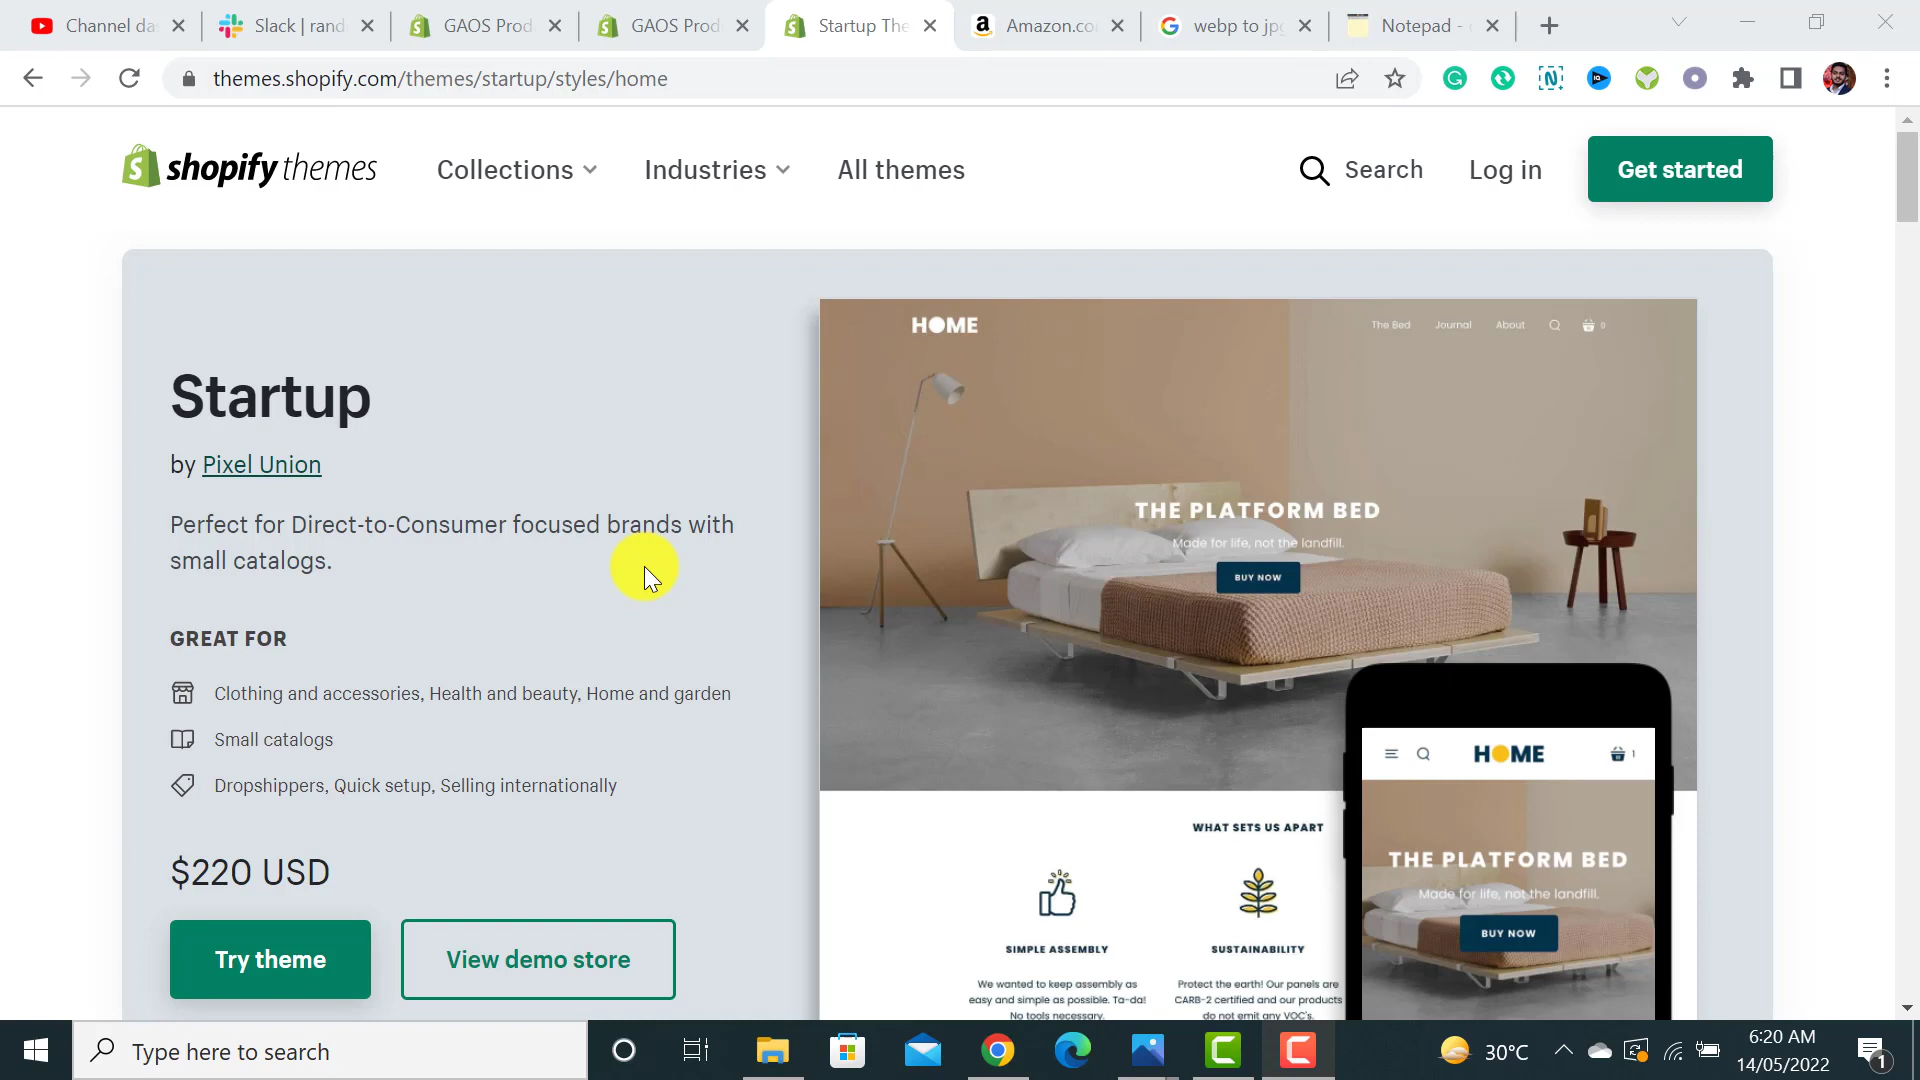 Channel da
Slack | rand
GAOS Prod
GAOS Prod
Startup The
Amazon.co
webp to jpg
Notepad -
themes.shopify.com/themes/startup/styles/home
shopify themes
Collections
Industries
All themes
Search
Log in
Get started
Startup
by Pixel Union
Perfect for Direct-to-Consumer focused brands with
small catalogs.
GREAT FOR
Clothing and accessories, Health and beauty, Home and garden
Small catalogs
Dropshippers, Quick setup, Selling internationally
$220 USD
Try theme
View demo store
HOME
The Bed
Journal
About
0
THE PLATFORM BED
Made for life, not the landfill.
BUY NOW
WHAT SETS US APART
SIMPLE ASSEMBLY
We wanted to keep assembly as
easy and simple as possible. Ta-da!
No tools necessary.
SUSTAINABILITY
Protect the earth! Our panels are
CARB-2 certified and our products
do not emit any VOC's.
HOME
1
THE PLATFORM BED
Made for life, not the landfill.
BUY NOW
Type here to search
30°C
6:20 AM
14/05/2022
1